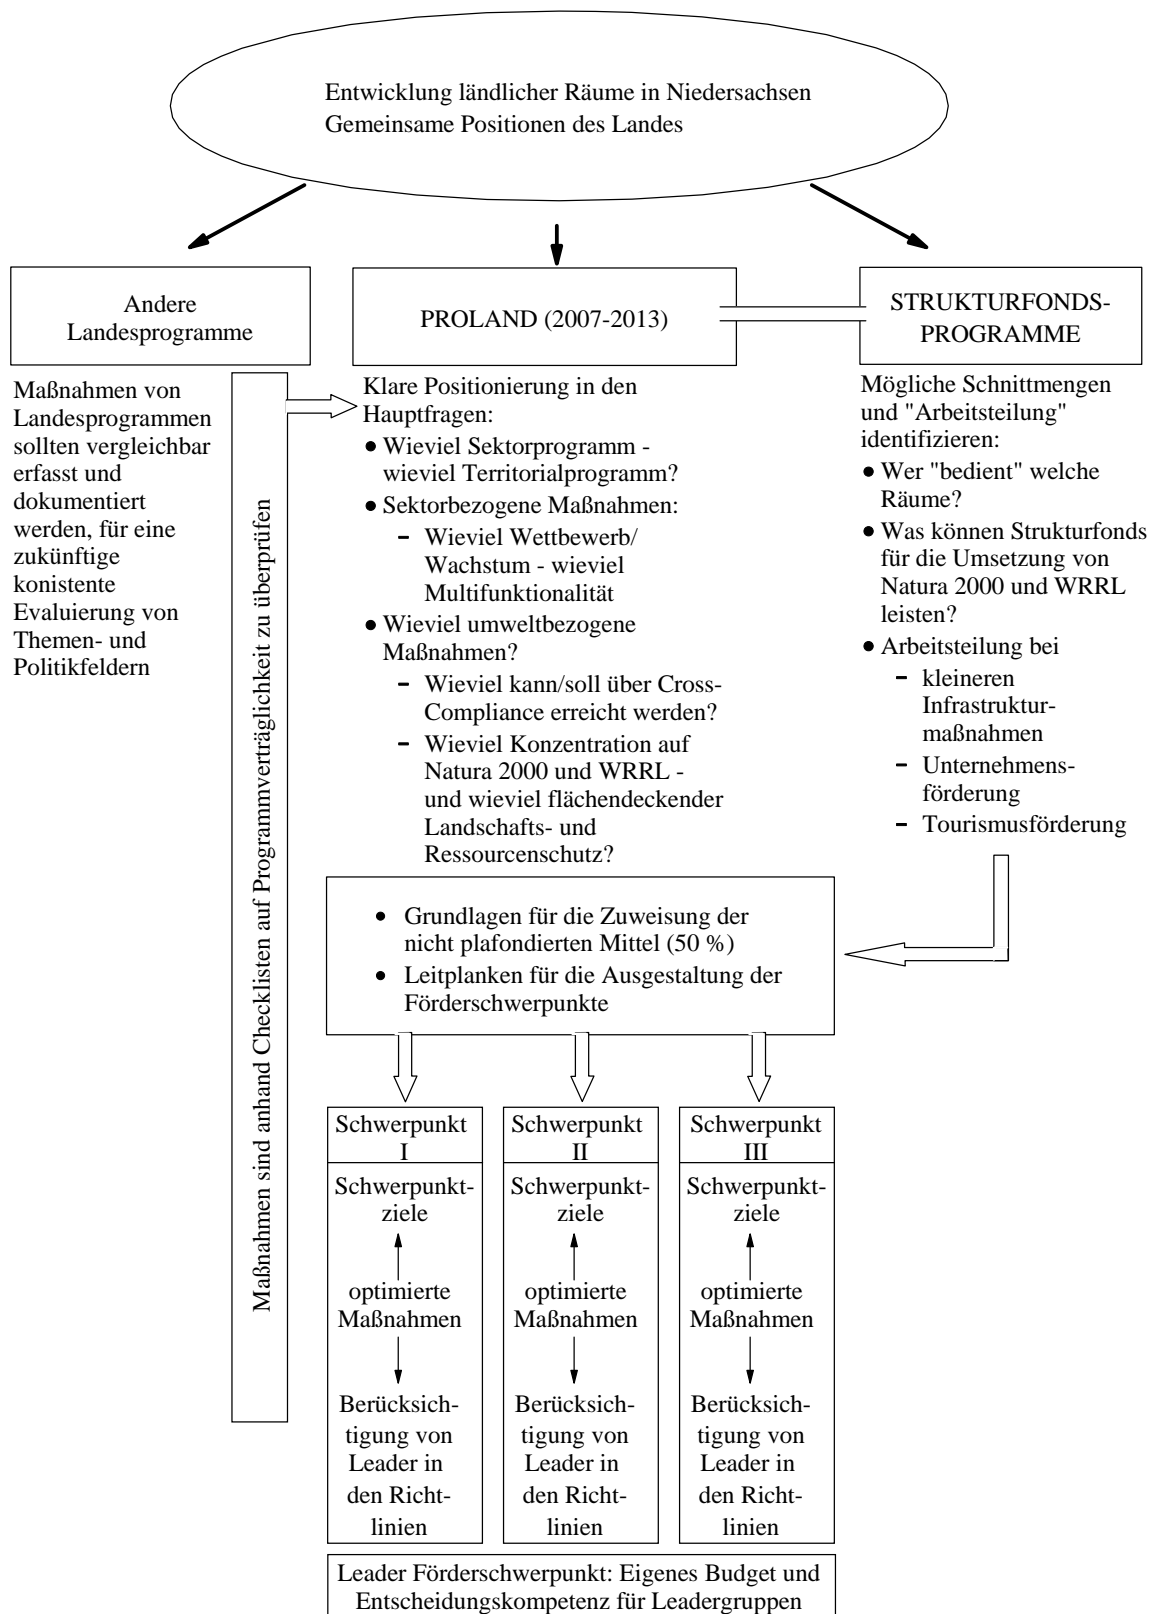 Entwicklung ländlicher Räume in Niedersachsen
Gemeinsame Positionen des Landes
Andere
Landesprogramme
Maßnahmen von
Landesprogrammen
sollten vergleichbar
erfasst und
dokumentiert
werden, für eine
zukünftige
konistente
Evaluierung von
Themen- und
Politikfeldern
Maßnahmen sind anhand Checklisten auf Programmverträglichkeit zu überprüfen
PROLAND (2007-2013)
Klare Positionierung in den
Hauptfragen:
● Wieviel Sektorprogramm -
wieviel Territorialprogramm?
● Sektorbezogene Maßnahmen:
– Wieviel Wettbewerb/
Wachstum - wieviel
Multifunktionalität
● Wieviel umweltbezogene
Maßnahmen?
– Wieviel kann/soll über Cross-
Compliance erreicht werden?
– Wieviel Konzentration auf
Natura 2000 und WRRL -
und wieviel flächendeckender
Landschafts- und
Ressourcenschutz?
STRUKTURFONDS-
PROGRAMME
Mögliche Schnittmengen
und "Arbeitsteilung"
identifizieren:
● Wer "bedient" welche
Räume?
● Was können Strukturfonds
für die Umsetzung von
Natura 2000 und WRRL
leisten?
● Arbeitsteilung bei
– kleineren
Infrastruktur-
maßnahmen
– Unternehmens-
förderung
– Tourismusförderung
● Grundlagen für die Zuweisung der
nicht plafondierten Mittel (50 %)
● Leitplanken für die Ausgestaltung der
Förderschwerpunkte
Schwerpunkt
I
Schwerpunkt-
ziele
optimierte
Maßnahmen
Berücksich-
tigung von
Leader in
den Richt-
linien
Schwerpunkt
II
Schwerpunkt-
ziele
optimierte
Maßnahmen
Berücksich-
tigung von
Leader in
den Richt-
linien
Schwerpunkt
III
Schwerpunkt-
ziele
optimierte
Maßnahmen
Berücksich-
tigung von
Leader in
den Richt-
linien
Leader Förderschwerpunkt: Eigenes Budget und
Entscheidungskompetenz für Leadergruppen